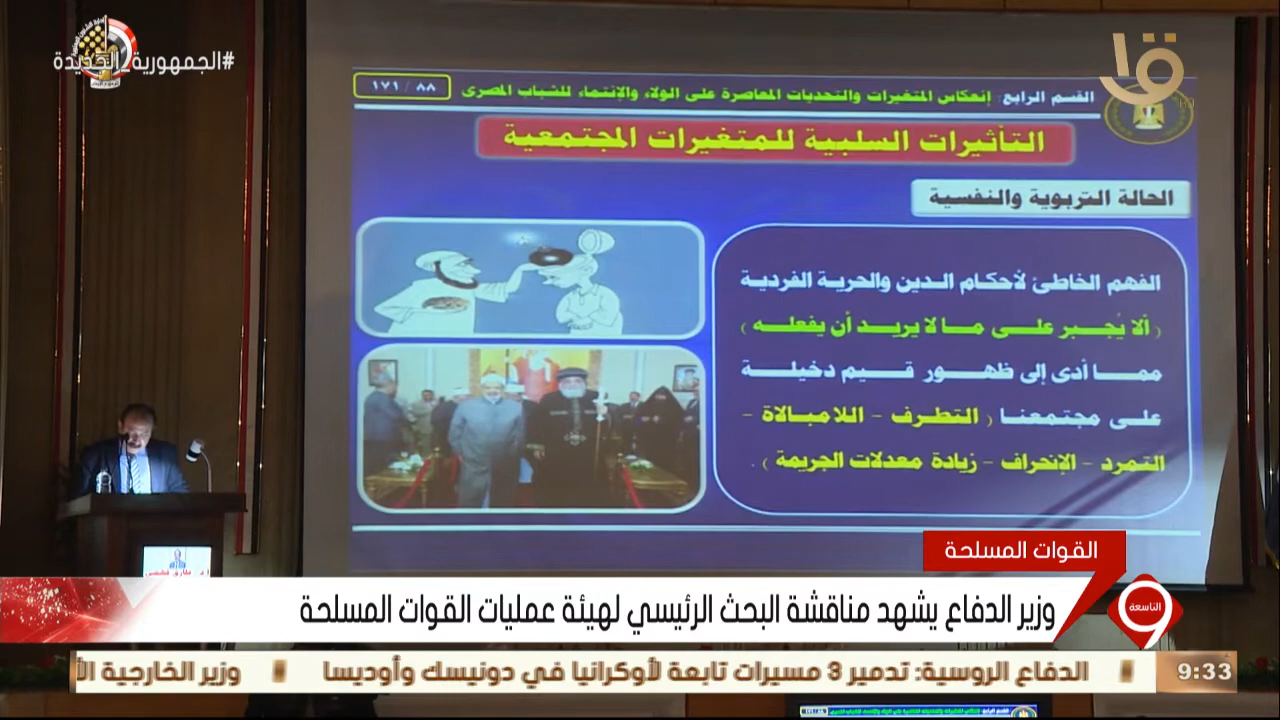 #الجمهورية_الجديدة
القسم الرابع: إنعكاس المتغيرات والتحديات المعاصرة على الولاء والإنتماء للشباب المصرى
٨٨ / ١٧١
التأثيرات السلبية للمتغيرات المجتمعية
الحالة التربوية والنفسية
الفهم الخاطئ لأحكام الدين والحرية الفردية
( ألا يُجبر على ما لا يريد أن يفعله )
مما أدى إلى ظهور قيم دخيلة
على مجتمعنا ( التطرف - اللامبالاة -
التمرد - الإنحراف - زيادة معدلات الجريمة ) .
القوات المسلحة
التاسعة
وزير الدفاع يشهد مناقشة البحث الرئيسي لهيئة عمليات القوات المسلحة
9:33
الدفاع الروسية: تدمير 3 مسيرات تابعة لأوكرانيا في دونيسك وأوديسا
وزير الخارجية